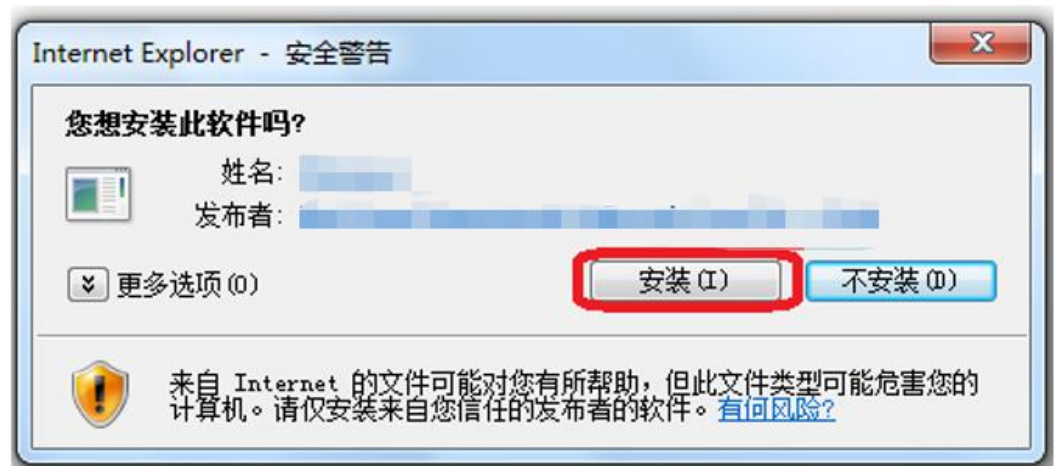 Internet Explorer - 安全警告
您想安装此软件吗?
姓名:
发布者:
更多选项(O)
安装(I)
不安装(D)
来自 Internet 的文件可能对您有所帮助，但此文件类型可能危害您的
计算机。请仅安装来自您信任的发布者的软件。有何风险?